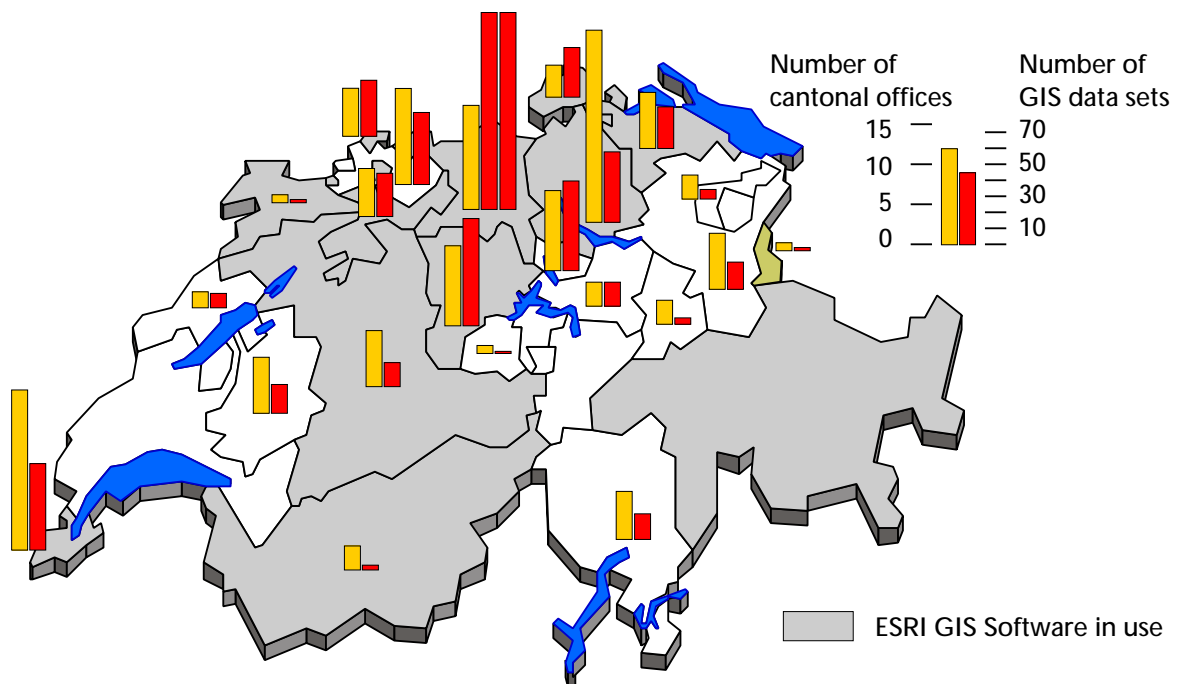 Number of
cantonal offices
Number of
GIS data sets
15
10
5
0
70
50
30
10
ESRI GIS Software in use